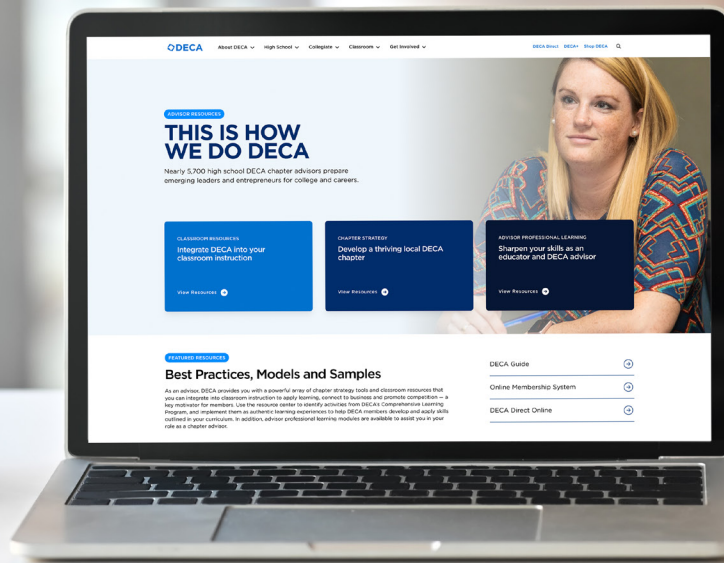 DECA
About DECA
High School
Collegiate
Classroom
Get Involved
DECA Direct
DECA+
Shop DECA
ADVISOR RESOURCES
THIS IS HOW
WE DO DECA
Nearly 5,700 high school DECA chapter advisors prepare
emerging leaders and entrepreneurs for college and careers.
CLASSROOM RESOURCES
Integrate DECA into your
classroom instruction
View Resources
CHAPTER STRATEGY
Develop a thriving local DECA
chapter
View Resources
ADVISOR PROFESSIONAL LEARNING
Sharpen your skills as an
educator and DECA advisor
View Resources
FEATURED RESOURCES
Best Practices, Models and Samples
As an advisor, DECA provides you with a powerful array of chapter strategy tools and classroom resources that
you can integrate into classroom instruction to apply learning, connect to business and promote competition — a
key motivator for members. Use the resource center to identify activities from DECA's Comprehensive Learning
Program, and implement them as authentic learning experiences to help DECA members develop and apply skills
outlined in your curriculum. In addition, advisor professional learning modules are available to assist you in your
role as a chapter advisor.
DECA Guide
Online Membership System
DECA Direct Online